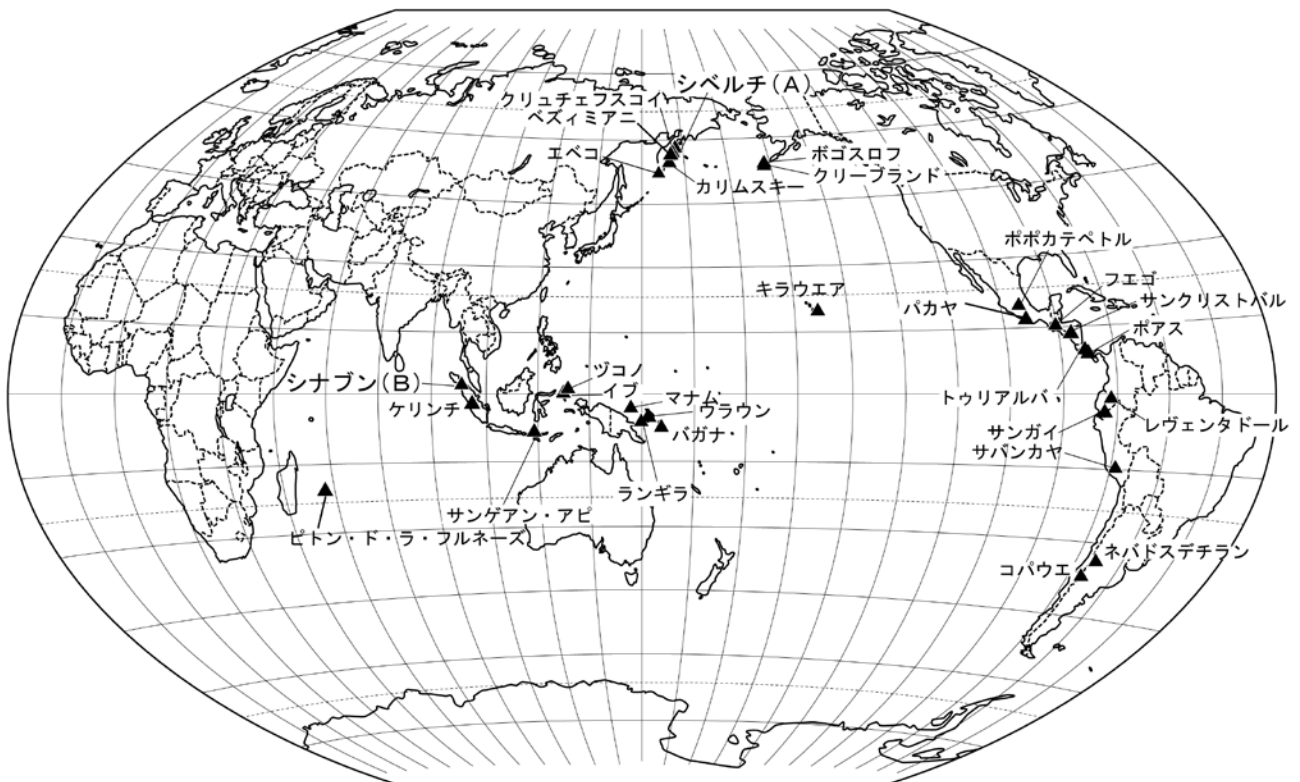 シベルチ(A)
クリュチェフスコイ
ベズィミアニ
エベコ
カリムスキー
ボゴスロフ
クリーブランド
ポポカテペトル
フエゴ
サンクリストバル
キラウエア
パカヤ
ポアス
シナブン(B)
ケリンチ
ヅコノ
イブ
マナム
ウラウン
バガナ
トゥリアルバ
サンガイ
レヴェンタドール
サバンカヤ
ランギラ
サンゲアン・アピ
ピトン・ド・ラ・フルネーズ
コパウエ
ネバドスデチラン